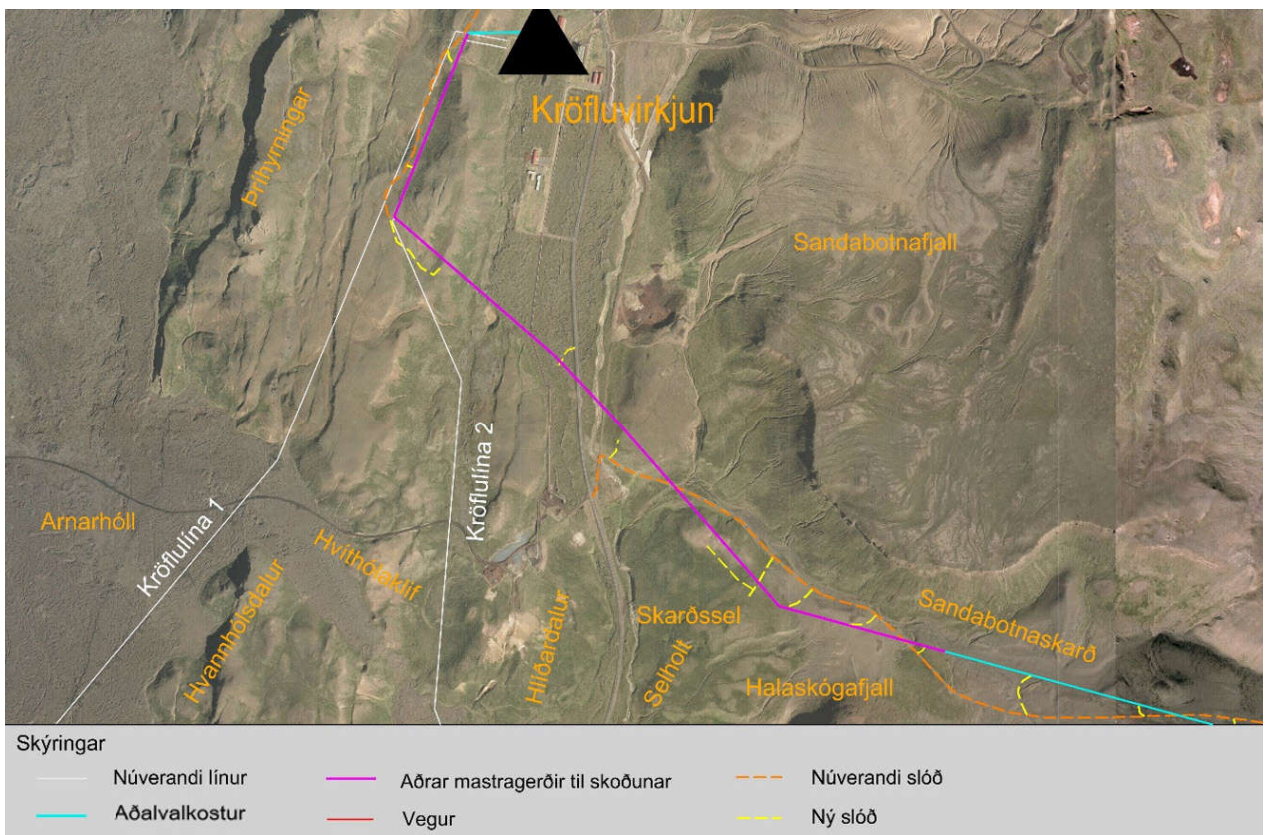 Kröfluvirkjun
Þríhyrningar
Sandabotnafjall
Kröflulína 2
Kröflulína 1
Arnarhóll
Hvíthólaklif
Hvannhólsdalur
Hlíðardalur
Skarðssel
Selholt
Sandabotnaskarð
Halaskógafjall
Skýringar
Núverandi línur
Aðrar mastragerðir til skoðunar
Núverandi slóð
Aðalvalkostur
Vegur
Ný slóð